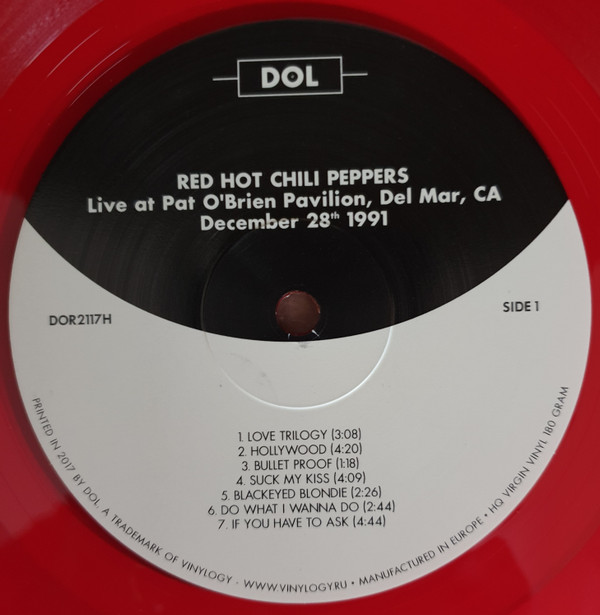 DOL
RED HOT CHILI PEPPERS
Live at Pat O'Brien Pavilion, Del Mar, CA
December 28th 1991
DOR2117H
SIDE 1
1. LOVE TRILOGY (3:08)
2. HOLLYWOOD (4:20)
3. BULLET PROOF (1:18)
4. SUCK MY KISS (4:09)
5. BLACKEYED BLONDIE (2:26)
6. DO WHAT I WANNA DO (2:44)
7. IF YOU HAVE TO ASK (4:44)
PRINTED IN 2017 BY DOL. A TRADEMARK OF VINYLOGY - WWW.VINYLOGY.RU • MANUFACTURED IN EUROPE • HQ VIRGIN VINYL 180 GRAM